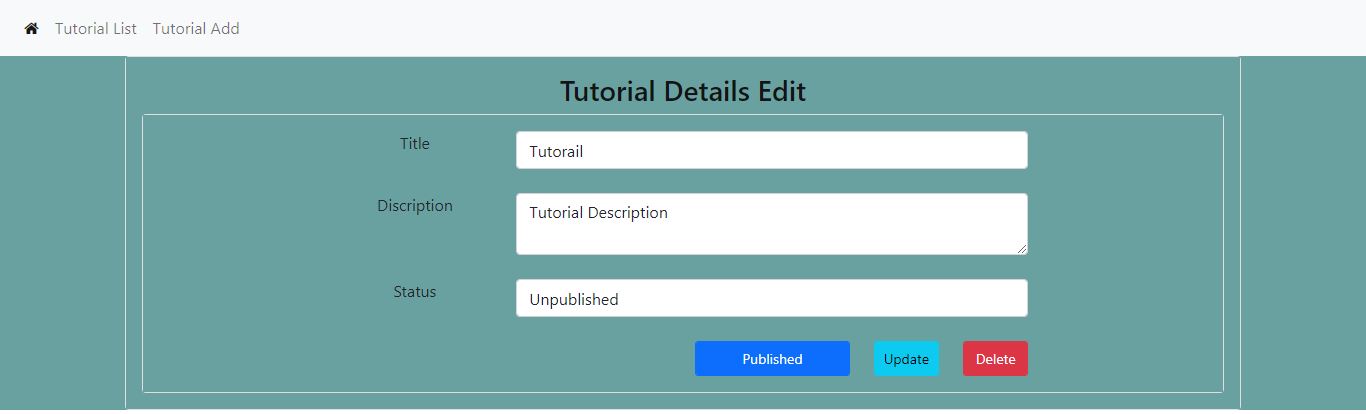 Tutorial List Tutorial Add
Tutorial Details Edit
Title Tutorail
Discription Tutorial Description
Status Unpublished
Published Update Delete